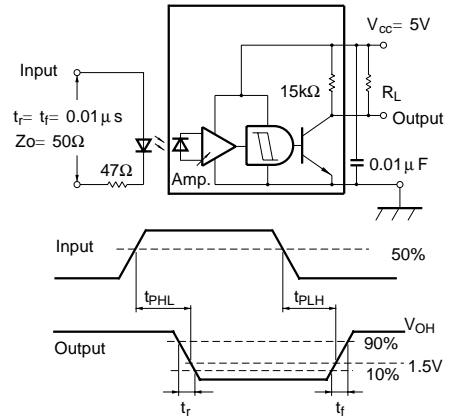 Vcc= 5V
Input
15kΩ
RL
tr= tf= 0.01µs
Zo= 50Ω
Output
47Ω
Amp.
0.01µF
Input
50%
tPHL
tPLH
VOH
Output
90%
1.5V
10%
tr
tf